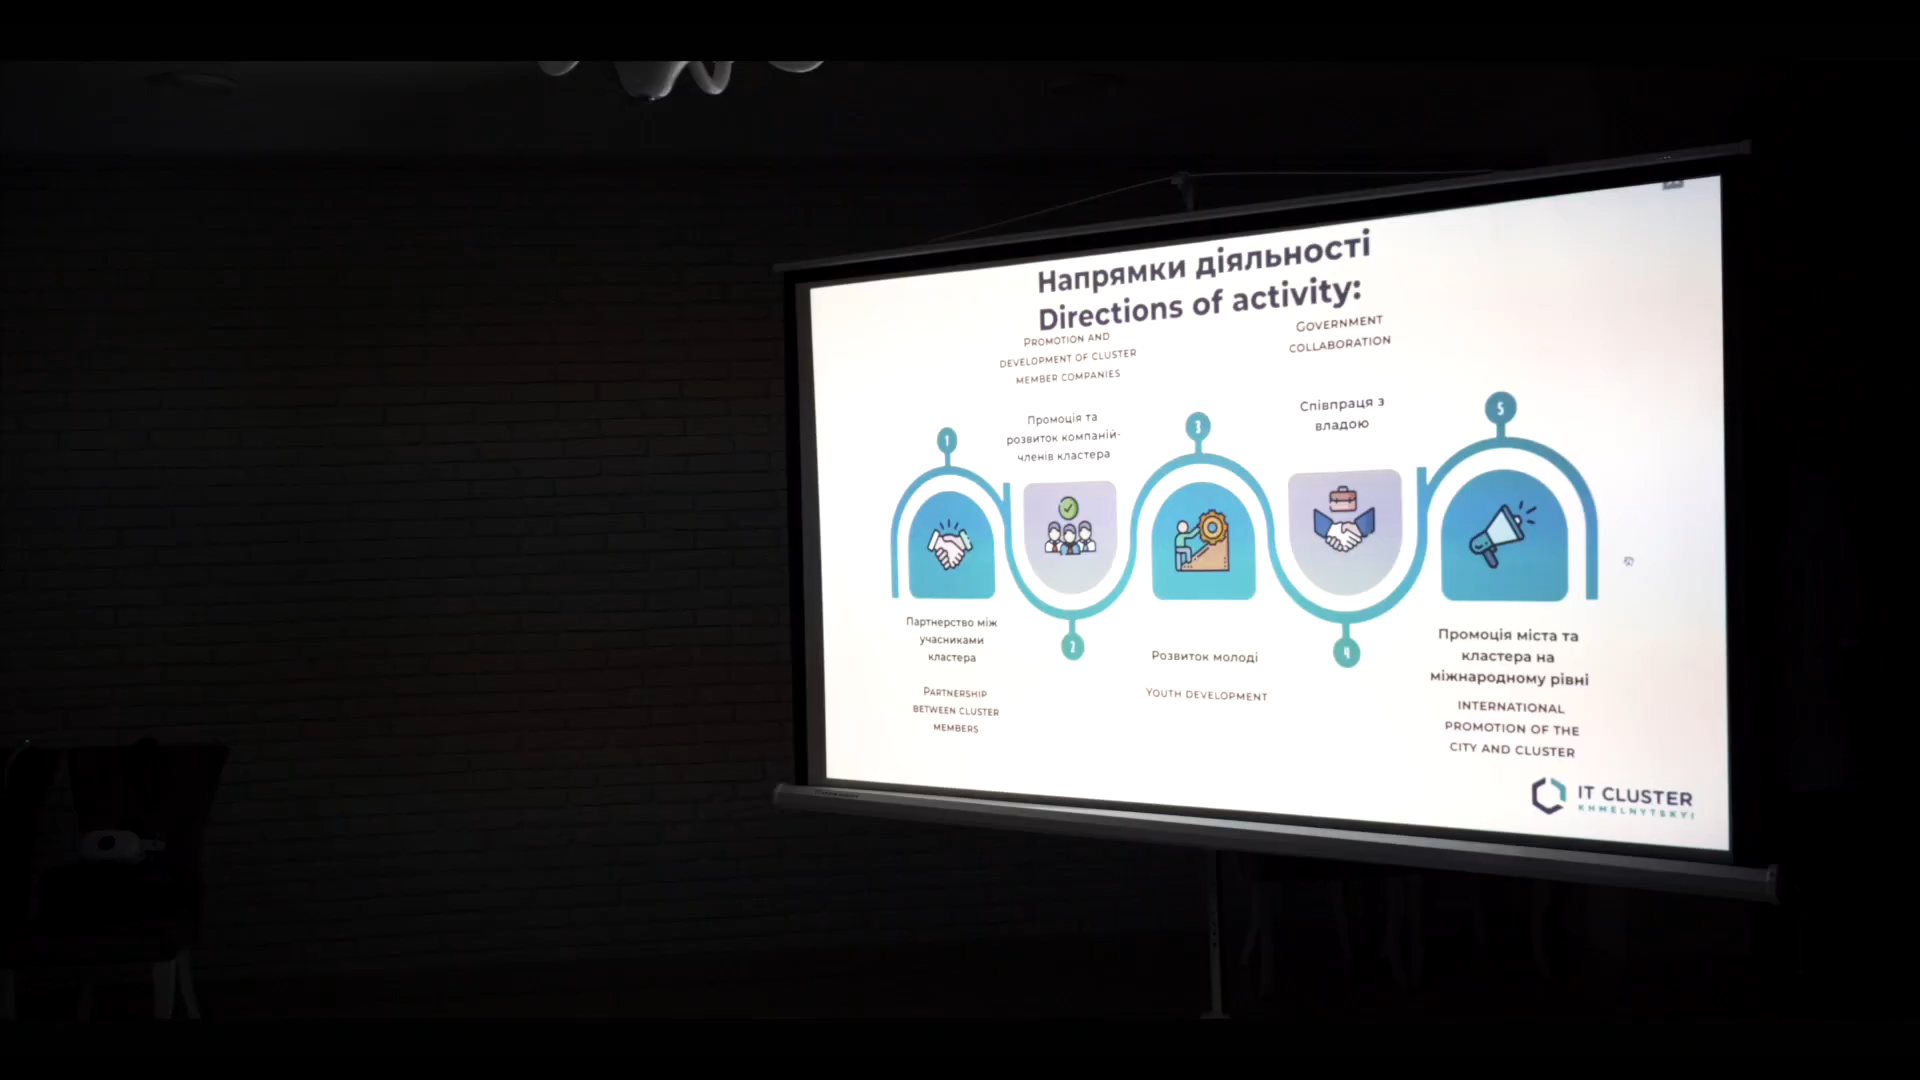 Напрямки діяльності
Directions of activity:
PROMOTION AND
DEVELOPMENT OF CLUSTER
MEMBER COMPANIES
GOVERNMENT
COLLABORATION
Промоція та
розвиток компаній-
членів кластера
Співпраця з
владою
1
3
5
2
4
Партнерство між
учасниками
кластера
PARTNERSHIP
BETWEEN CLUSTER
MEMBERS
Розвиток молоді
YOUTH DEVELOPMENT
Промоція міста та
кластера на
міжнародному рівні
INTERNATIONAL
PROMOTION OF THE
CITY AND CLUSTER
IT CLUSTER
KHMELNYTSKYI